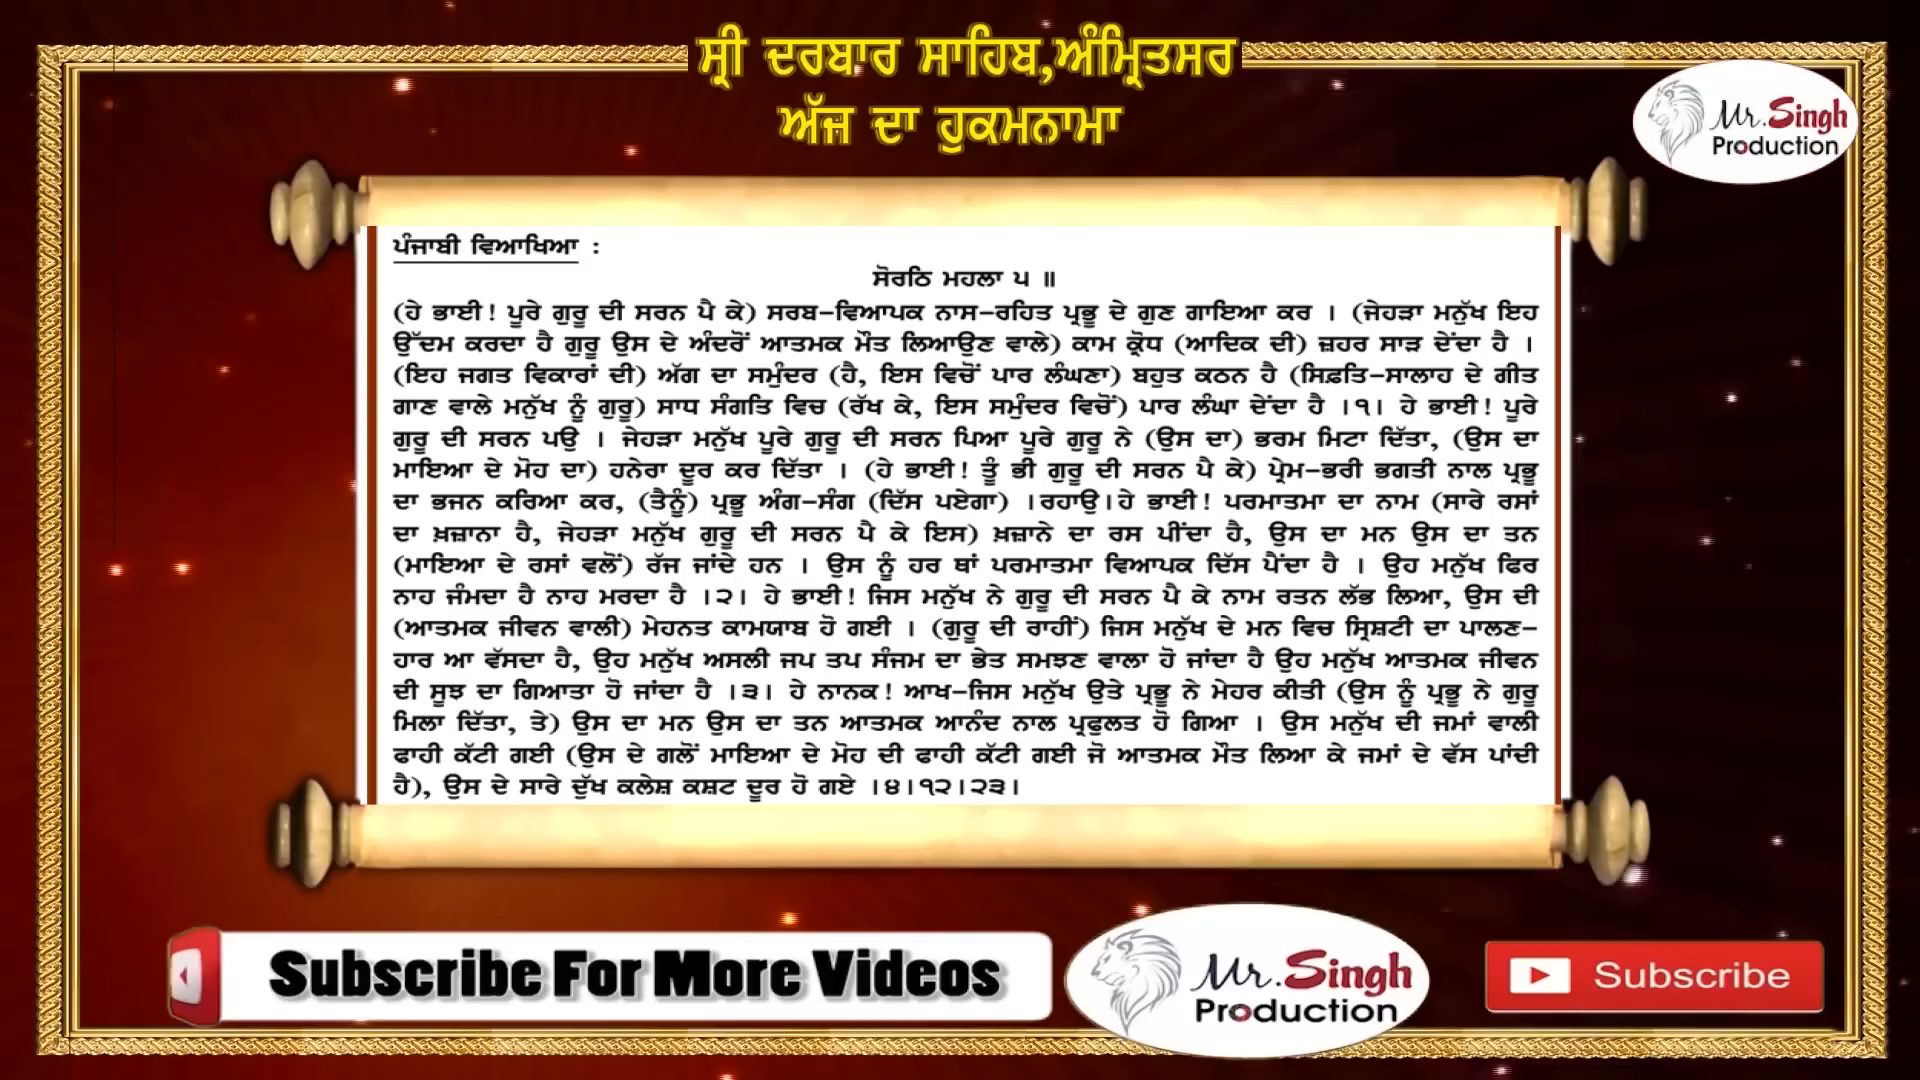 ਸ੍ਰੀ ਦਰਬਾਰ ਸਾਹਿਬ,ਅੰਮ੍ਰਿਤਸਰ
ਅੱਜ ਦਾ ਹੁਕਮਨਾਮਾ
Mr.Singh
Production
ਪੰਜਾਬੀ ਵਿਆਖਿਆ :
ਸੋਰਠਿ ਮਹਲਾ ੫ ॥
(ਹੇ ਭਾਈ! ਪੂਰੇ ਗੁਰੂ ਦੀ ਸਰਨ ਪੈ ਕੇ) ਸਰਬ-ਵਿਆਪਕ ਨਾਸ-ਰਹਿਤ ਪ੍ਰਭੂ ਦੇ ਗੁਣ ਗਾਇਆ ਕਰ । (ਜੇਹੜਾ ਮਨੁੱਖ ਇਹ
ਉੱਦਮ ਕਰਦਾ ਹੈ ਗੁਰੂ ਉਸ ਦੇ ਅੰਦਰੋਂ ਆਤਮਕ ਮੌਤ ਲਿਆਉਣ ਵਾਲੇ) ਕਾਮ ਕ੍ਰੋਧ (ਆਦਿਕ ਦੀ) ਜ਼ਹਰ ਸਾੜ ਦੇਂਦਾ ਹੈ ।
(ਇਹ ਜਗਤ ਵਿਕਾਰਾਂ ਦੀ) ਅੱਗ ਦਾ ਸਮੁੰਦਰ (ਹੈ, ਇਸ ਵਿਚੋਂ ਪਾਰ ਲੰਘਣਾ) ਬਹੁਤ ਕਠਨ ਹੈ (ਸਿਫ਼ਤਿ-ਸਾਲਾਹ ਦੇ ਗੀਤ
ਗਾਣ ਵਾਲੇ ਮਨੁੱਖ ਨੂੰ ਗੁਰੂ) ਸਾਧ ਸੰਗਤਿ ਵਿਚ (ਰੱਖ ਕੇ, ਇਸ ਸਮੁੰਦਰ ਵਿਚੋਂ) ਪਾਰ ਲੰਘਾ ਦੇਂਦਾ ਹੈ ।੧। ਹੇ ਭਾਈ! ਪੂਰੇ
ਗੁਰੂ ਦੀ ਸਰਨ ਪਉ । ਜੇਹੜਾ ਮਨੁੱਖ ਪੂਰੇ ਗੁਰੂ ਦੀ ਸਰਨ ਪਿਆ ਪੂਰੇ ਗੁਰੂ ਨੇ (ਉਸ ਦਾ) ਭਰਮ ਮਿਟਾ ਦਿੱਤਾ, (ਉਸ ਦਾ
ਮਾਇਆ ਦੇ ਮੋਹ ਦਾ) ਹਨੇਰਾ ਦੂਰ ਕਰ ਦਿੱਤਾ । (ਹੇ ਭਾਈ! ਤੂੰ ਭੀ ਗੁਰੂ ਦੀ ਸਰਨ ਪੈ ਕੇ) ਪ੍ਰੇਮ-ਭਰੀ ਭਗਤੀ ਨਾਲ ਪ੍ਰਭੂ
ਦਾ ਭਜਨ ਕਰਿਆ ਕਰ, (ਤੈਨੂੰ) ਪ੍ਰਭੂ ਅੰਗ-ਸੰਗ (ਦਿੱਸ ਪਏਗਾ) ।ਰਹਾਉ।ਹੇ ਭਾਈ! ਪਰਮਾਤਮਾ ਦਾ ਨਾਮ (ਸਾਰੇ ਰਸਾਂ
ਦਾ ਖ਼ਜ਼ਾਨਾ ਹੈ, ਜੇਹੜਾ ਮਨੁੱਖ ਗੁਰੂ ਦੀ ਸਰਨ ਪੈ ਕੇ ਇਸ) ਖ਼ਜ਼ਾਨੇ ਦਾ ਰਸ ਪੀਂਦਾ ਹੈ, ਉਸ ਦਾ ਮਨ ਉਸ ਦਾ ਤਨ
(ਮਾਇਆ ਦੇ ਰਸਾਂ ਵਲੋਂ) ਰੱਜ ਜਾਂਦੇ ਹਨ । ਉਸ ਨੂੰ ਹਰ ਥਾਂ ਪਰਮਾਤਮਾ ਵਿਆਪਕ ਦਿੱਸ ਪੈਂਦਾ ਹੈ । ਉਹ ਮਨੁੱਖ ਫਿਰ
ਨਾਹ ਜੰਮਦਾ ਹੈ ਨਾਹ ਮਰਦਾ ਹੈ ।੨। ਹੇ ਭਾਈ! ਜਿਸ ਮਨੁੱਖ ਨੇ ਗੁਰੂ ਦੀ ਸਰਨ ਪੈ ਕੇ ਨਾਮ ਰਤਨ ਲੱਭ ਲਿਆ, ਉਸ ਦੀ
(ਆਤਮਕ ਜੀਵਨ ਵਾਲੀ) ਮੇਹਨਤ ਕਾਮਯਾਬ ਹੋ ਗਈ । (ਗੁਰੂ ਦੀ ਰਾਹੀਂ) ਜਿਸ ਮਨੁੱਖ ਦੇ ਮਨ ਵਿਚ ਸ੍ਰਿਸ਼ਟੀ ਦਾ ਪਾਲਣ-
ਹਾਰ ਆ ਵੱਸਦਾ ਹੈ, ਉਹ ਮਨੁੱਖ ਅਸਲੀ ਜਪ ਤਪ ਸੰਜਮ ਦਾ ਭੇਤ ਸਮਝਣ ਵਾਲਾ ਹੋ ਜਾਂਦਾ ਹੈ ਉਹ ਮਨੁੱਖ ਆਤਮਕ ਜੀਵਨ
ਦੀ ਸੂਝ ਦਾ ਗਿਆਤਾ ਹੋ ਜਾਂਦਾ ਹੈ ।੩। ਹੇ ਨਾਨਕ! ਆਖ-ਜਿਸ ਮਨੁੱਖ ਉਤੇ ਪ੍ਰਭੂ ਨੇ ਮੇਹਰ ਕੀਤੀ (ਉਸ ਨੂੰ ਪ੍ਰਭੂ ਨੇ ਗੁਰੂ
ਮਿਲਾ ਦਿੱਤਾ, ਤੇ) ਉਸ ਦਾ ਮਨ ਉਸ ਦਾ ਤਨ ਆਤਮਕ ਆਨੰਦ ਨਾਲ ਪ੍ਰਫੁਲਤ ਹੋ ਗਿਆ । ਉਸ ਮਨੁੱਖ ਦੀ ਜਮਾਂ ਵਾਲੀ
ਫਾਹੀ ਕੱਟੀ ਗਈ (ਉਸ ਦੇ ਗਲੋਂ ਮਾਇਆ ਦੇ ਮੋਹ ਦੀ ਫਾਹੀ ਕੱਟੀ ਗਈ ਜੋ ਆਤਮਕ ਮੌਤ ਲਿਆ ਕੇ ਜਮਾਂ ਦੇ ਵੱਸ ਪਾਂਦੀ
ਹੈ), ਉਸ ਦੇ ਸਾਰੇ ਦੁੱਖ ਕਲੇਸ਼ ਕਸ਼ਟ ਦੂਰ ਹੋ ਗਏ ।੪।੧੨।੨੩।
Subscribe For More Videos
Mr.Singh
Production
Subscribe